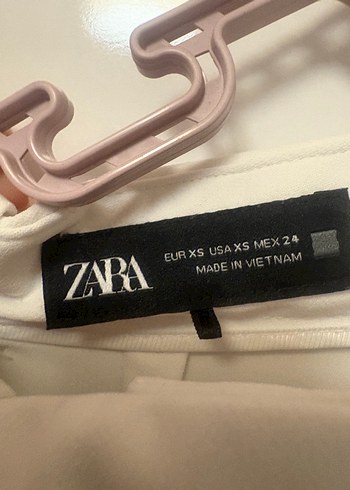 ZARA
EUR XS USA XS MEX 24
MADE IN VIETNAM